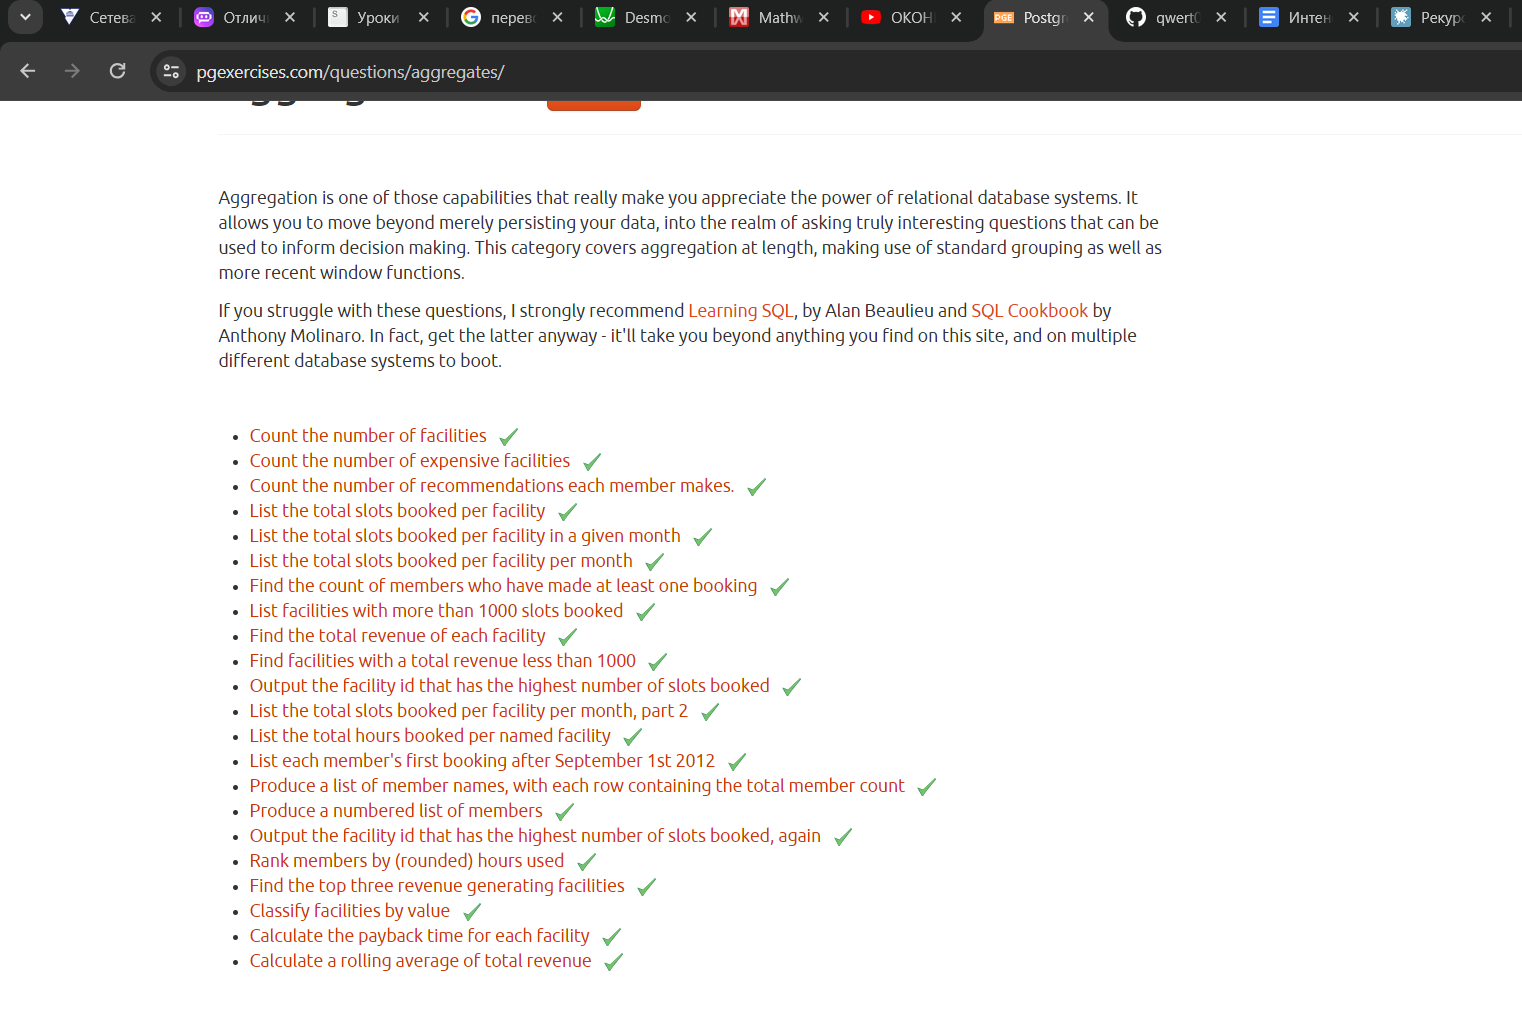 Сетева Отлич Уроки перево Desmo Mathw ОКОН Postgr qwert0 Интен Рекурс
pgexercises.com/questions/aggregates/
Aggregation is one of those capabilities that really make you appreciate the power of relational database systems. It
allows you to move beyond merely persisting your data, into the realm of asking truly interesting questions that can be
used to inform decision making. This category covers aggregation at length, making use of standard grouping as well as
more recent window functions.
If you struggle with these questions, I strongly recommend Learning SQL, by Alan Beaulieu and SQL Cookbook by
Anthony Molinaro. In fact, get the latter anyway - it'll take you beyond anything you find on this site, and on multiple
different database systems to boot.
Count the number of facilities
Count the number of expensive facilities
Count the number of recommendations each member makes.
List the total slots booked per facility
List the total slots booked per facility in a given month
List the total slots booked per facility per month
Find the count of members who have made at least one booking
List facilities with more than 1000 slots booked
Find the total revenue of each facility
Find facilities with a total revenue less than 1000
Output the facility id that has the highest number of slots booked
List the total slots booked per facility per month, part 2
List the total hours booked per named facility
List each member's first booking after September 1st 2012
Produce a list of member names, with each row containing the total member count
Produce a numbered list of members
Output the facility id that has the highest number of slots booked, again
Rank members by (rounded) hours used
Find the top three revenue generating facilities
Classify facilities by value
Calculate the payback time for each facility
Calculate a rolling average of total revenue